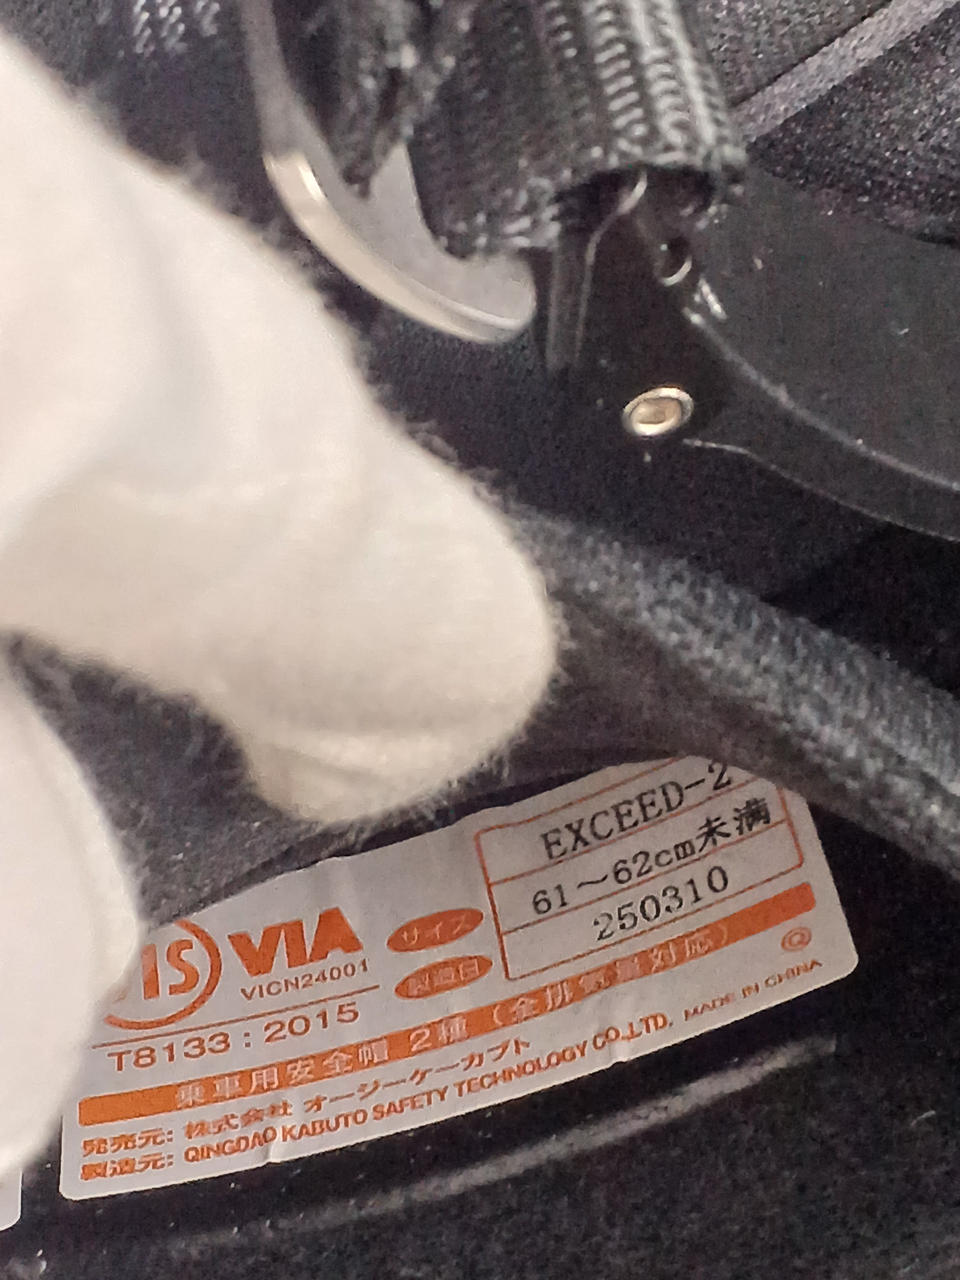 EXCEED-2
サイズ 61～62cm未満
製造日 250310
JIS VIA
VICN24001
T8133:2015
乗車用安全帽 2種（全排気量対応）
発売元: 株式会社 オージーケーカブト
製造元: QINGDAO KABUTO SAFETY TECHNOLOGY CO.,LTD. MADE IN CHINA